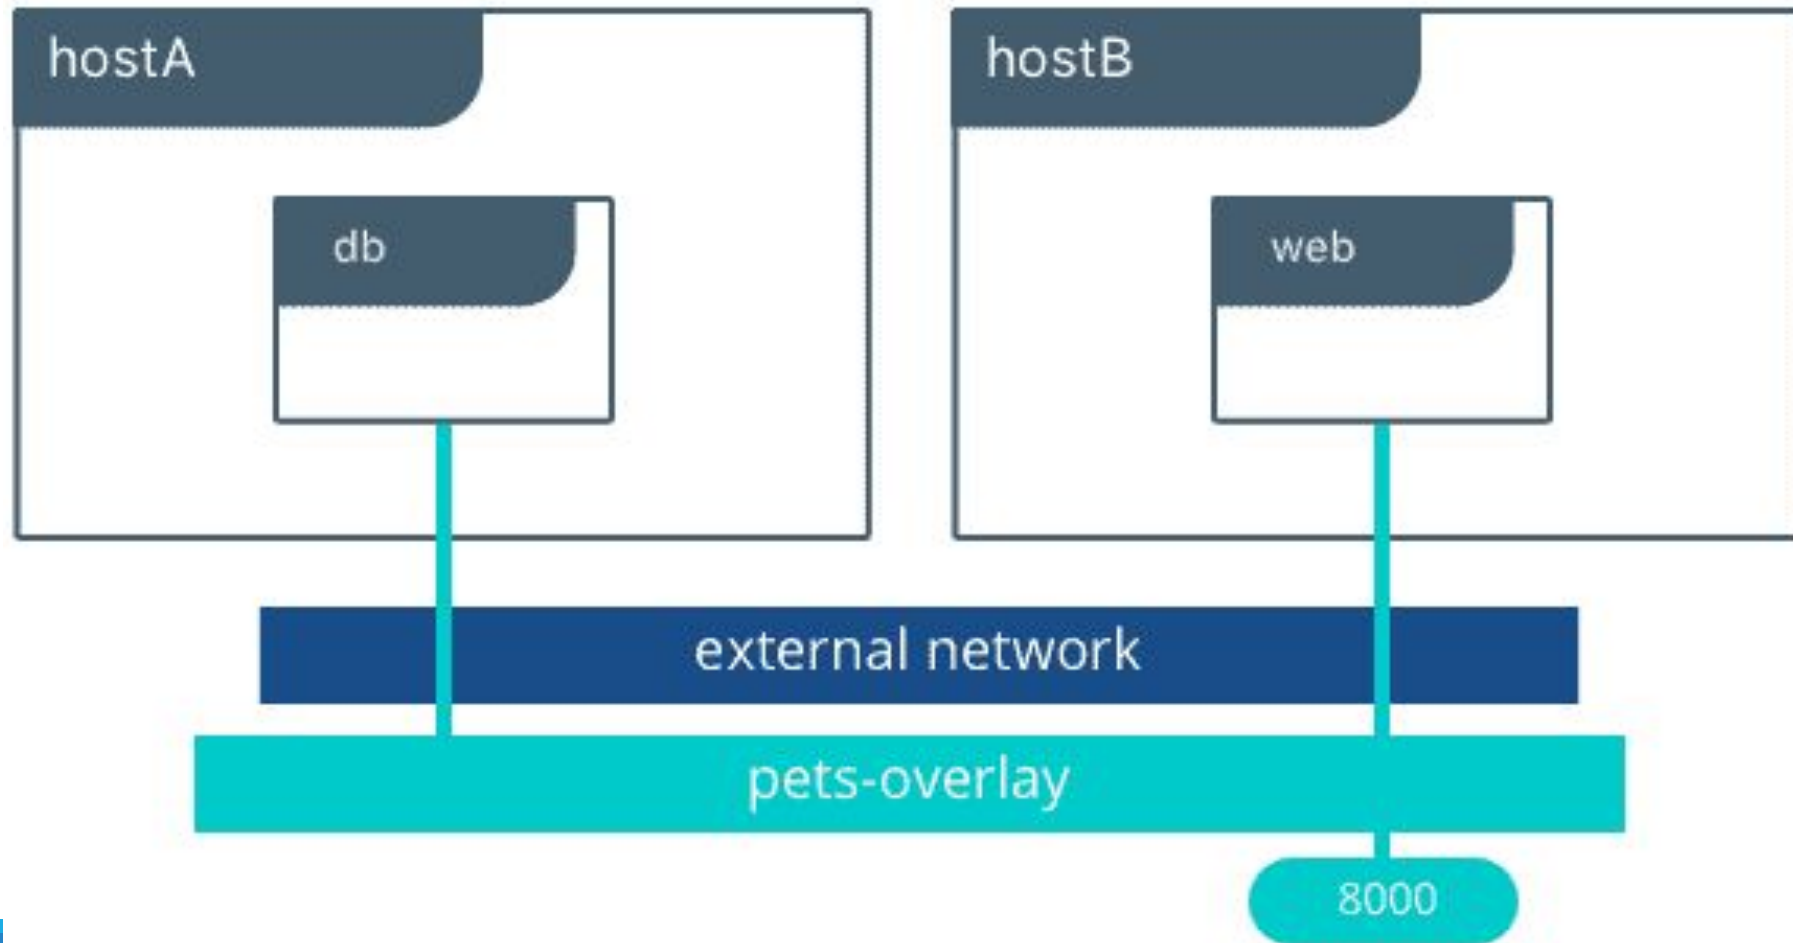 hostA
hostB
db
web
external network
pets-overlay
8000